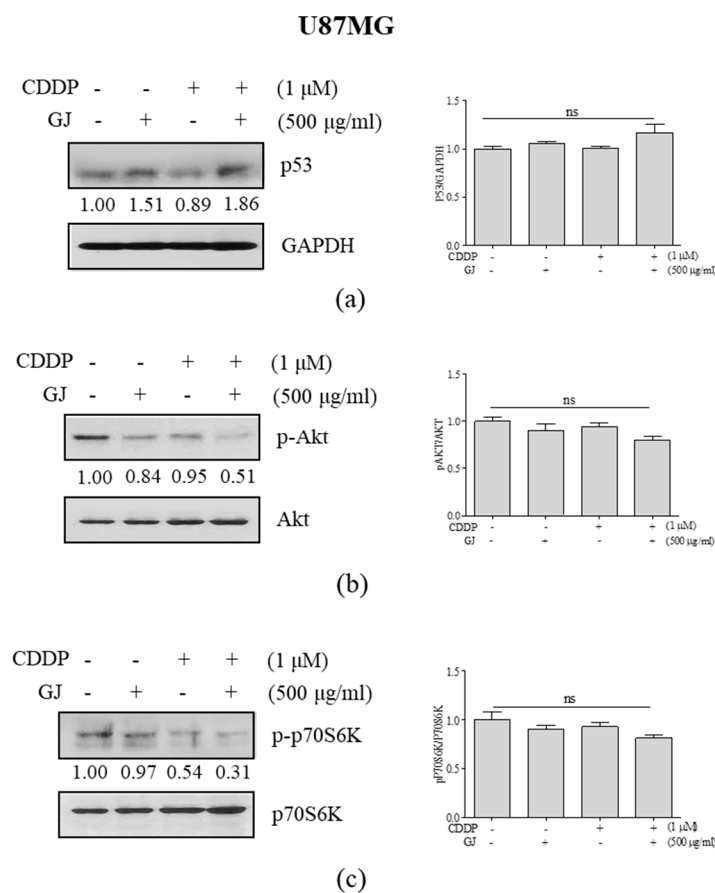 U87MG
CDDP - - + + (1 μM)
GJ - + - + (500 μg/ml)
p53
1.00 1.51 0.89 1.86
GAPDH
1.5
1.0
0.5
0.0
P53/GAPDH
ns
CDDP - - + + (1 μM)
GJ - + - + (500 μg/ml)
(a)
CDDP - - + + (1 μM)
GJ - + - + (500 μg/ml)
p-Akt
1.00 0.84 0.95 0.51
Akt
1.5
1.0
0.5
0.0
pAKT/AKT
ns
CDDP - - + + (1 μM)
GJ - + - + (500 μg/ml)
(b)
CDDP - - + + (1 μM)
GJ - + - + (500 μg/ml)
p-p70S6K
1.00 0.97 0.54 0.31
p70S6K
1.5
1.0
0.5
0.0
pP70S6K/P70S6K
ns
CDDP - - + + (1 μM)
GJ - + - + (500 μg/ml)
(c)